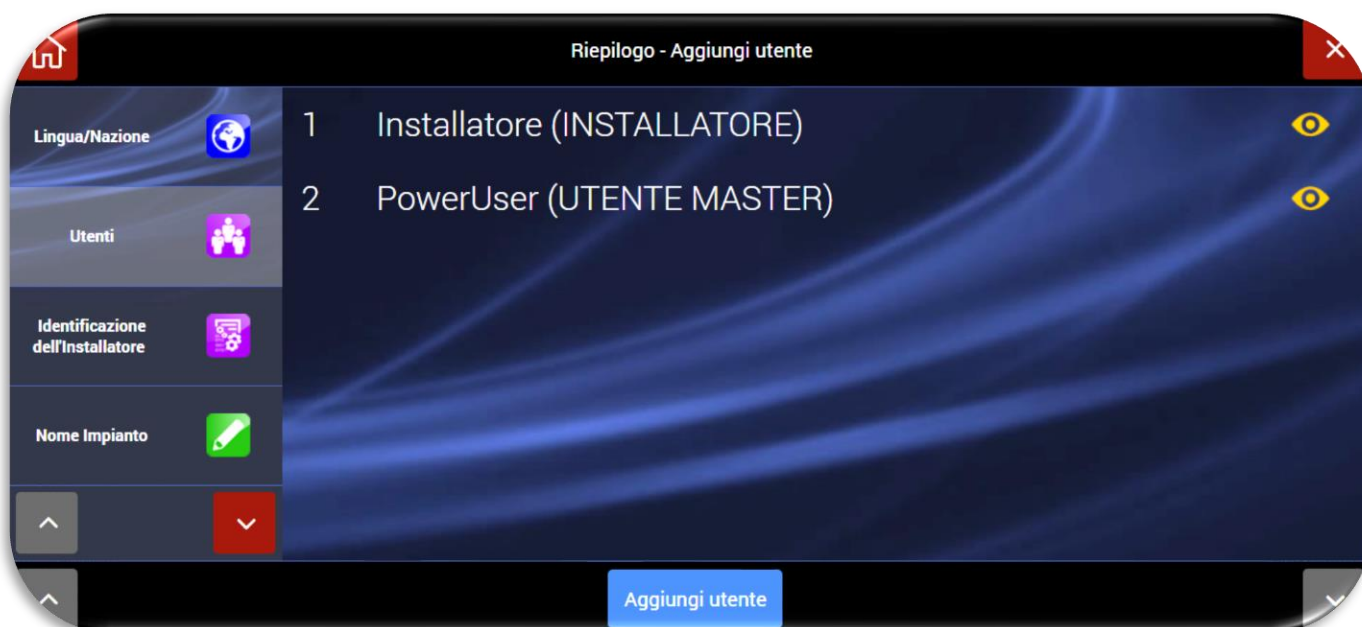 Riepilogo - Aggiungi utente
Lingua/Nazione
Utenti
Identificazione
dell'Installatore
Nome Impianto
1 Installatore (INSTALLATORE)
2 PowerUser (UTENTE MASTER)
Aggiungi utente